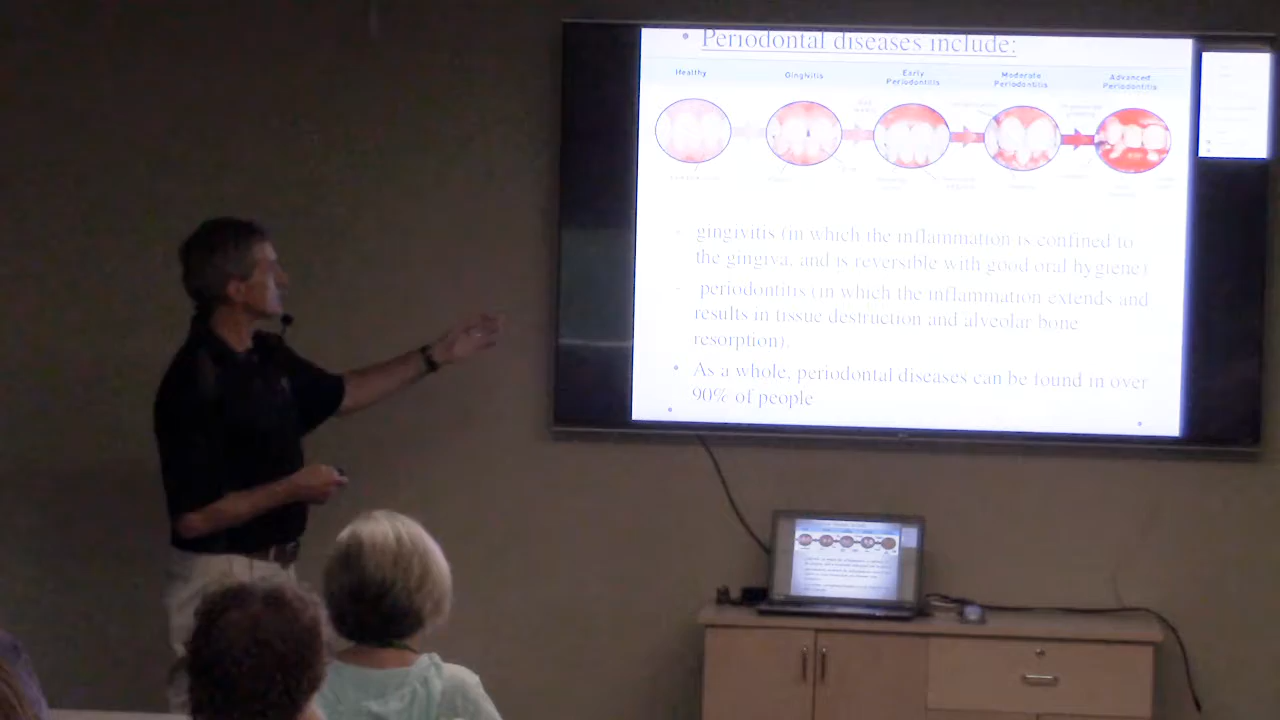 • Periodontal diseases include:
Healthy Gingivitis Early Periodontitis Moderate Periodontitis Advanced Periodontitis
- gingivitis (in which the inflammation is confined to
the gingiva, and is reversible with good oral hygiene)
- periodontitis (in which the inflammation extends and
results in tissue destruction and alveolar bone
resorption).
• As a whole, periodontal diseases can be found in over
90% of people